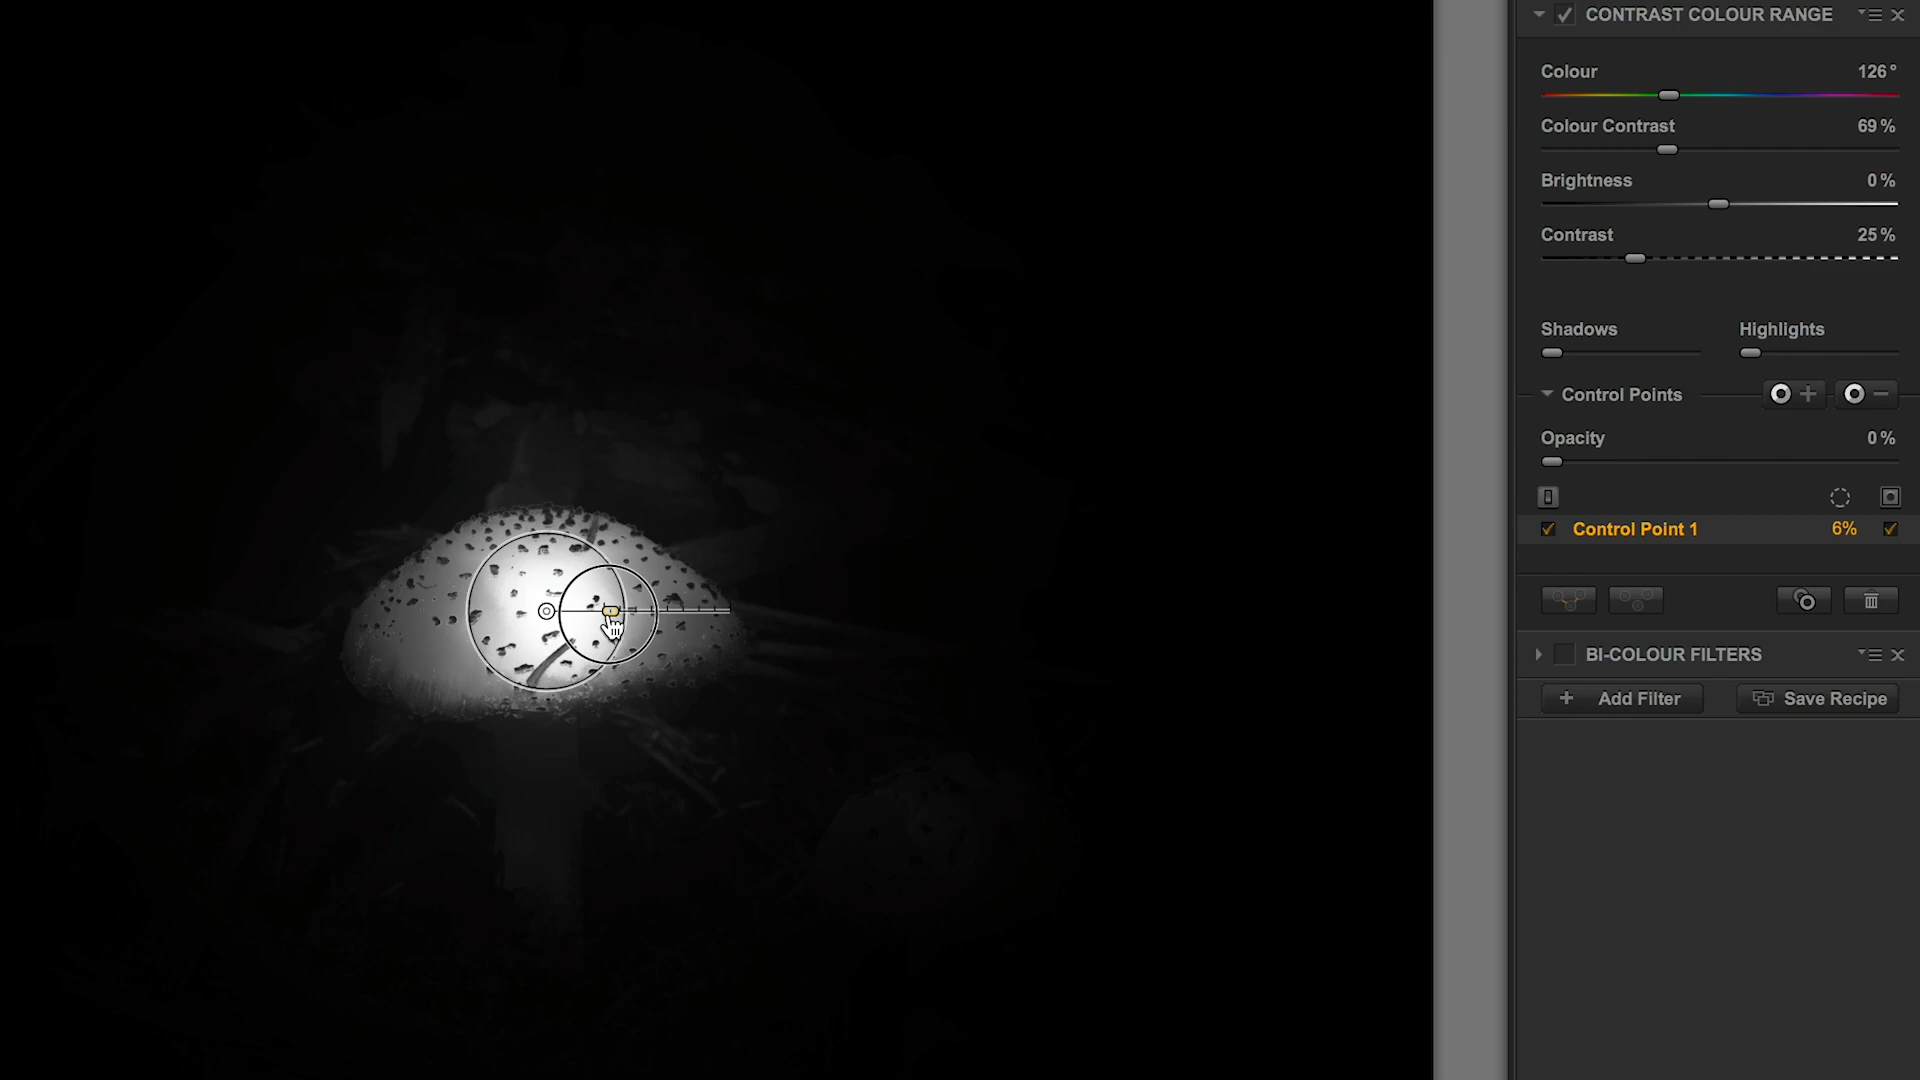 CONTRAST COLOUR RANGE
Colour 126°
Colour Contrast 69%
Brightness 0%
Contrast 25%
Shadows Highlights
Control Points
Opacity 0%
Control Point 1 6%
BI-COLOUR FILTERS
Add Filter Save Recipe